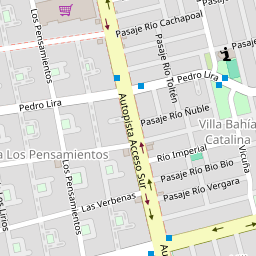 Pasaje Río Cachapoal
Los Pensamientos
Pasaje Río Toltén
Pasaje
Pedro Lira
Pedro Lira
Autopista Acceso Sur
Pasaje Río Ñuble
Villa Bahía
Catalina
Los Pensamientos
Río Imperial
Vicuña
Pasaje Río Bío Bío
Los Pensamientos
Pasaje Río Vergara
Las Verbenas
Los Lirios
Autopista